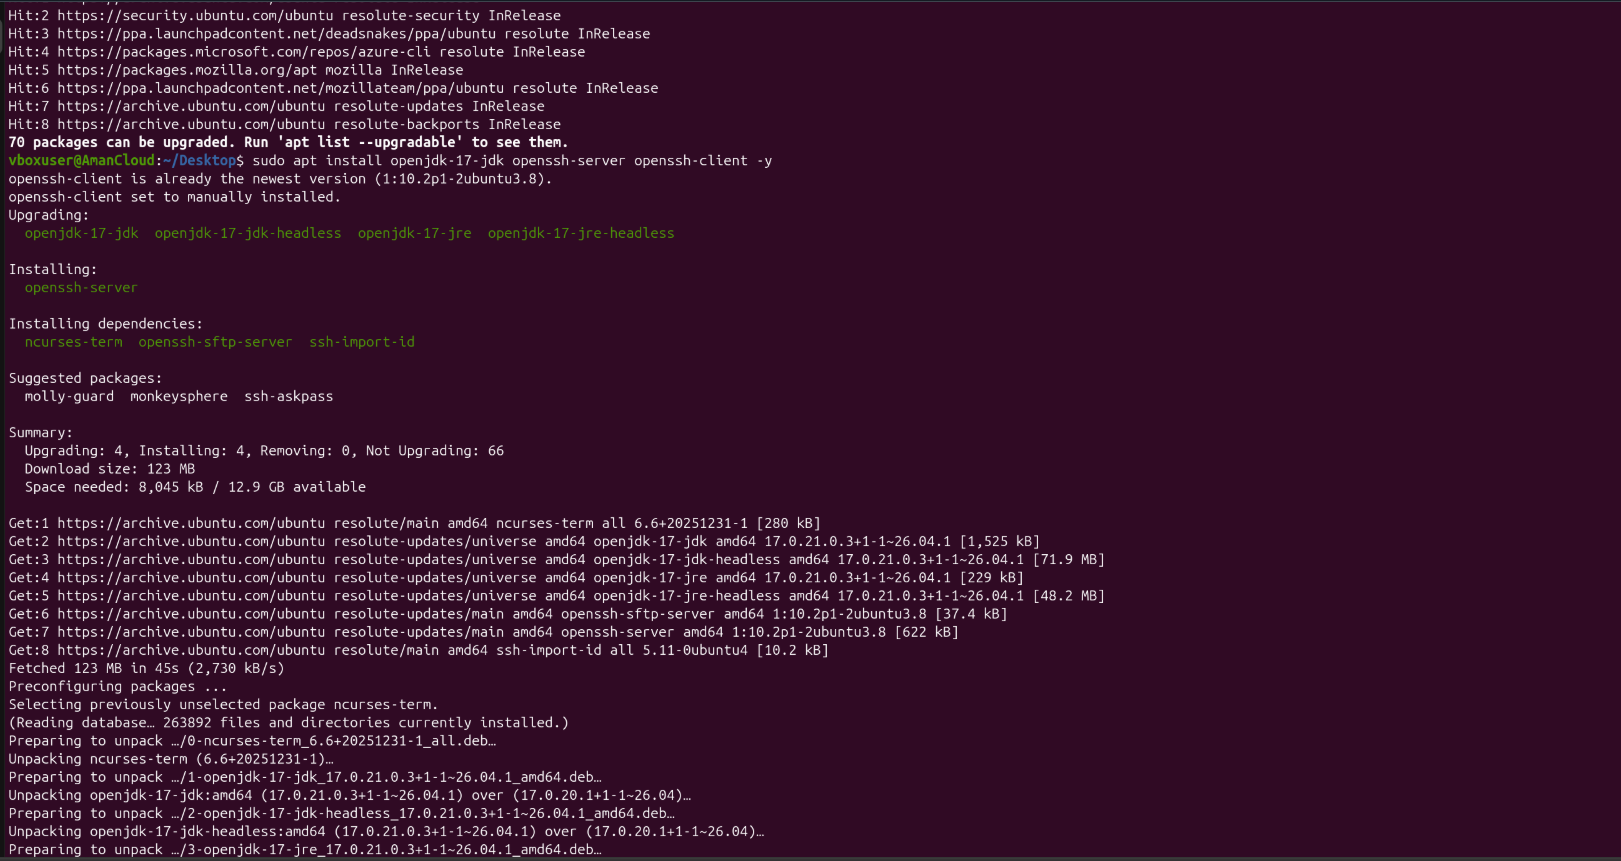 Hit:2 https://security.ubuntu.com/ubuntu resolute-security InRelease
Hit:3 https://ppa.launchpadcontent.net/deadsnakes/ppa/ubuntu resolute InRelease
Hit:4 https://packages.microsoft.com/repos/azure-cli resolute InRelease
Hit:5 https://packages.mozilla.org/apt mozilla InRelease
Hit:6 https://ppa.launchpadcontent.net/mozillateam/ppa/ubuntu resolute InRelease
Hit:7 https://archive.ubuntu.com/ubuntu resolute-updates InRelease
Hit:8 https://archive.ubuntu.com/ubuntu resolute-backports InRelease
70 packages can be upgraded. Run 'apt list --upgradable' to see them.
vboxuser@AmanCloud:~/Desktop$ sudo apt install openjdk-17-jdk openssh-server openssh-client -y
openssh-client is already the newest version (1:10.2p1-2ubuntu3.8).
openssh-client set to manually installed.
Upgrading:
  openjdk-17-jdk  openjdk-17-jdk-headless  openjdk-17-jre  openjdk-17-jre-headless

Installing:
  openssh-server

Installing dependencies:
  ncurses-term  openssh-sftp-server  ssh-import-id

Suggested packages:
  molly-guard  monkeysphere  ssh-askpass

Summary:
  Upgrading: 4, Installing: 4, Removing: 0, Not Upgrading: 66
  Download size: 123 MB
  Space needed: 8,045 kB / 12.9 GB available

Get:1 https://archive.ubuntu.com/ubuntu resolute/main amd64 ncurses-term all 6.6+20251231-1 [280 kB]
Get:2 https://archive.ubuntu.com/ubuntu resolute-updates/universe amd64 openjdk-17-jdk amd64 17.0.21.0.3+1-1~26.04.1 [1,525 kB]
Get:3 https://archive.ubuntu.com/ubuntu resolute-updates/universe amd64 openjdk-17-jdk-headless amd64 17.0.21.0.3+1-1~26.04.1 [71.9 MB]
Get:4 https://archive.ubuntu.com/ubuntu resolute-updates/universe amd64 openjdk-17-jre amd64 17.0.21.0.3+1-1~26.04.1 [229 kB]
Get:5 https://archive.ubuntu.com/ubuntu resolute-updates/universe amd64 openjdk-17-jre-headless amd64 17.0.21.0.3+1-1~26.04.1 [48.2 MB]
Get:6 https://archive.ubuntu.com/ubuntu resolute-updates/main amd64 openssh-sftp-server amd64 1:10.2p1-2ubuntu3.8 [37.4 kB]
Get:7 https://archive.ubuntu.com/ubuntu resolute-updates/main amd64 openssh-server amd64 1:10.2p1-2ubuntu3.8 [622 kB]
Get:8 https://archive.ubuntu.com/ubuntu resolute/main amd64 ssh-import-id all 5.11-0ubuntu4 [10.2 kB]
Fetched 123 MB in 45s (2,730 kB/s)
Preconfiguring packages ...
Selecting previously unselected package ncurses-term.
(Reading database… 263892 files and directories currently installed.)
Preparing to unpack …/0-ncurses-term_6.6+20251231-1_all.deb…
Unpacking ncurses-term (6.6+20251231-1)…
Preparing to unpack …/1-openjdk-17-jdk_17.0.21.0.3+1-1~26.04.1_amd64.deb…
Unpacking openjdk-17-jdk:amd64 (17.0.21.0.3+1-1~26.04.1) over (17.0.20.1+1-1~26.04)…
Preparing to unpack …/2-openjdk-17-jdk-headless_17.0.21.0.3+1-1~26.04.1_amd64.deb…
Unpacking openjdk-17-jdk-headless:amd64 (17.0.21.0.3+1-1~26.04.1) over (17.0.20.1+1-1~26.04)…
Preparing to unpack …/3-openjdk-17-jre_17.0.21.0.3+1-1~26.04.1_amd64.deb…